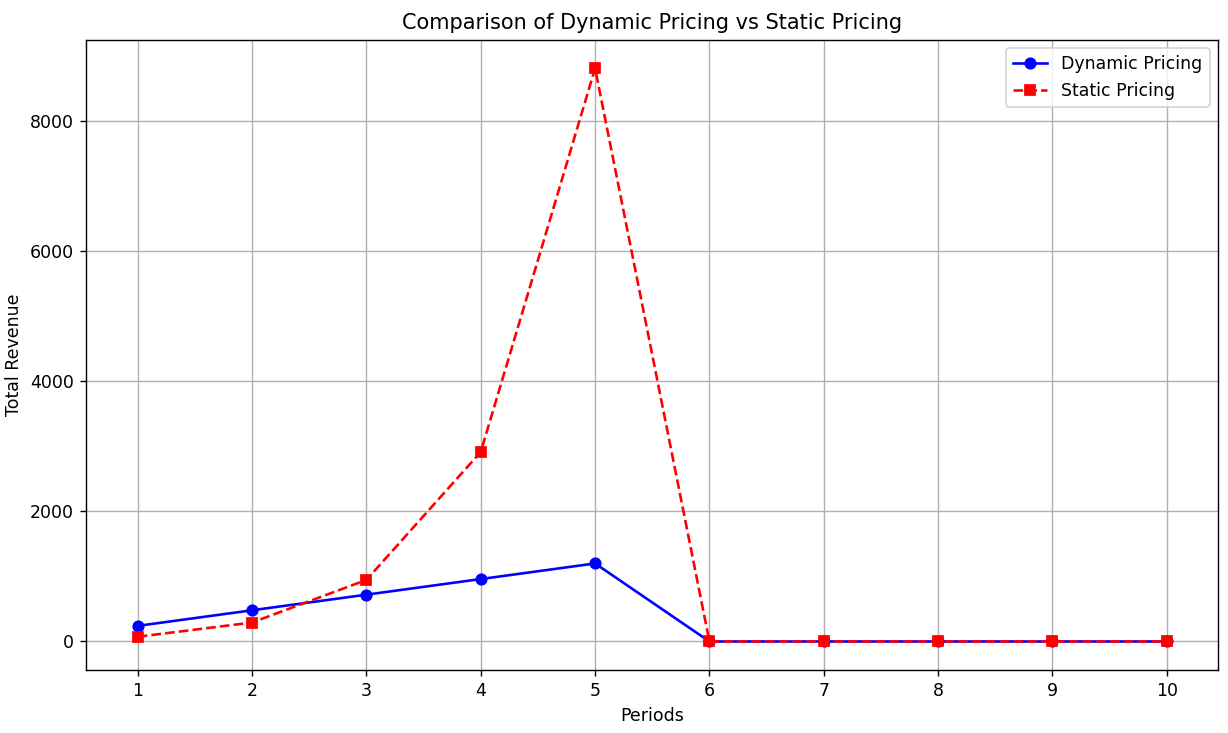 Comparison of Dynamic Pricing vs Static Pricing
Dynamic Pricing
Static Pricing
Total Revenue
8000
6000
4000
2000
0
1 2 3 4 5 6 7 8 9 10
Periods